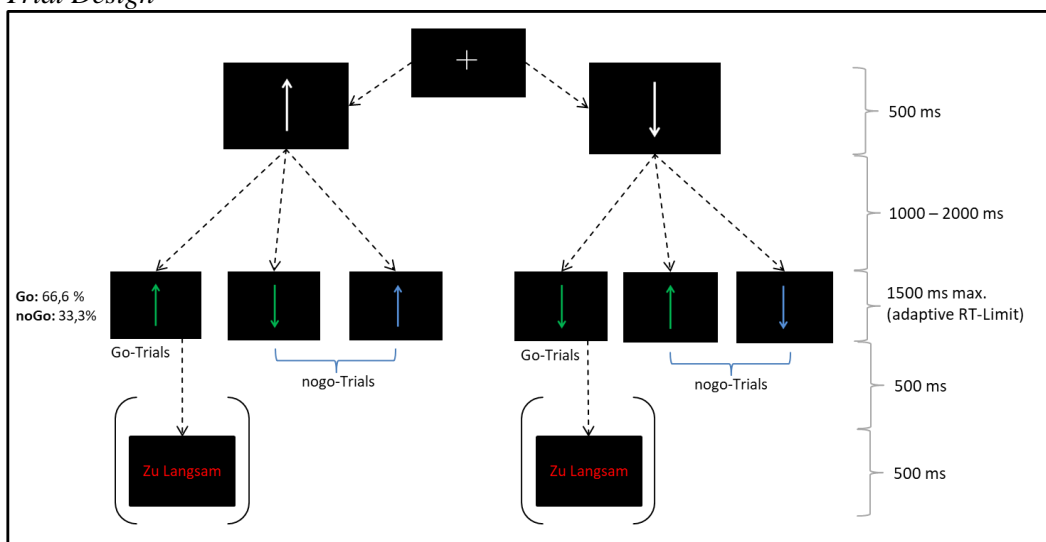 Trial Design
500 ms
1000 – 2000 ms
Go: 66,6 %
noGo: 33,3%
1500 ms max.
(adaptive RT-Limit)
Go-Trials
nogo-Trials
Go-Trials
nogo-Trials
500 ms
Zu Langsam
Zu Langsam
500 ms